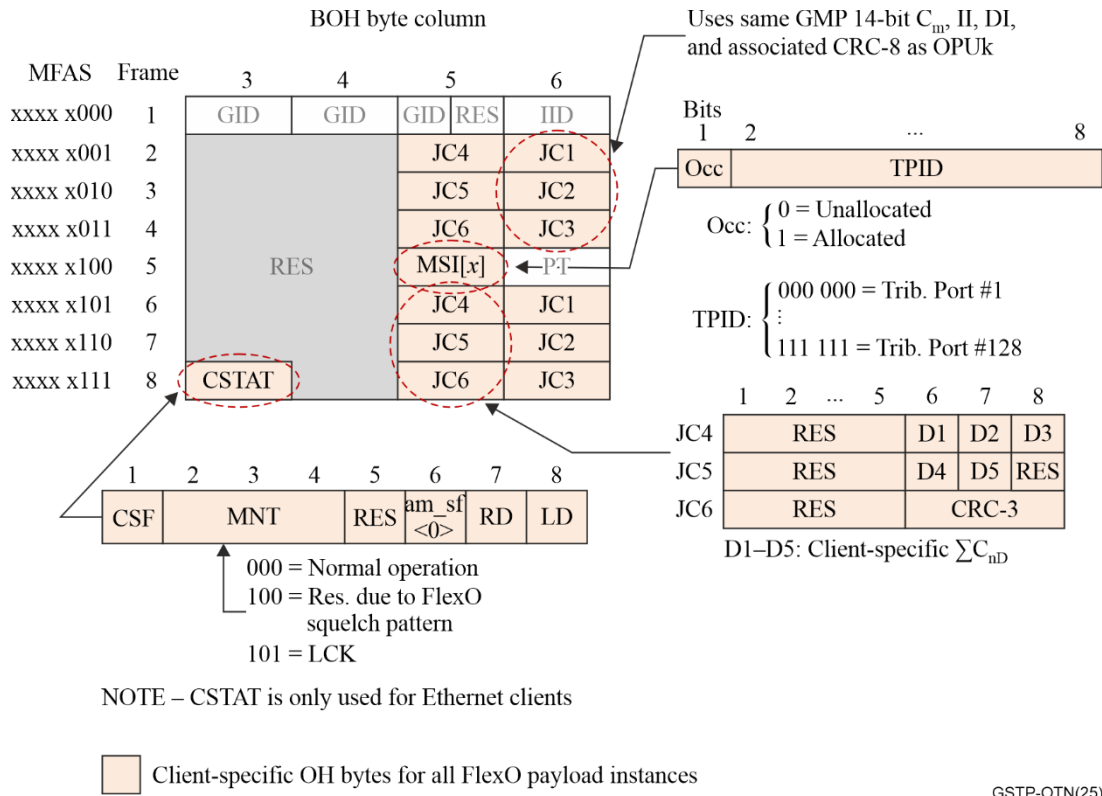 BOH byte column
Uses same GMP 14-bit Cm, II, DI,
and associated CRC-8 as OPUk
MFAS Frame 3 4 5 6
xxxx x000 1 GID GID GID RES IID
xxxx x001 2 JC4 JC1
xxxx x010 3 JC5 JC2
xxxx x011 4 JC6 JC3
xxxx x100 5 RES MSI[x] PT
xxxx x101 6 JC4 JC1
xxxx x110 7 JC5 JC2
xxxx x111 8 CSTAT JC6 JC3
Bits
1 2 ... 8
Occ TPID
Occ: 0 = Unallocated
1 = Allocated
TPID: 000 000 = Trib. Port #1
⋮
111 111 = Trib. Port #128
1 2 ... 5 6 7 8
JC4 RES D1 D2 D3
JC5 RES D4 D5 RES
JC6 RES CRC-3
D1–D5: Client-specific ∑CnD
1 2 3 4 5 6 7 8
CSF MNT RES am_sf RD LD
<0>
000 = Normal operation
100 = Res. due to FlexO
squelch pattern
101 = LCK
NOTE – CSTAT is only used for Ethernet clients
Client-specific OH bytes for all FlexO payload instances
GSTP-OTN(25)